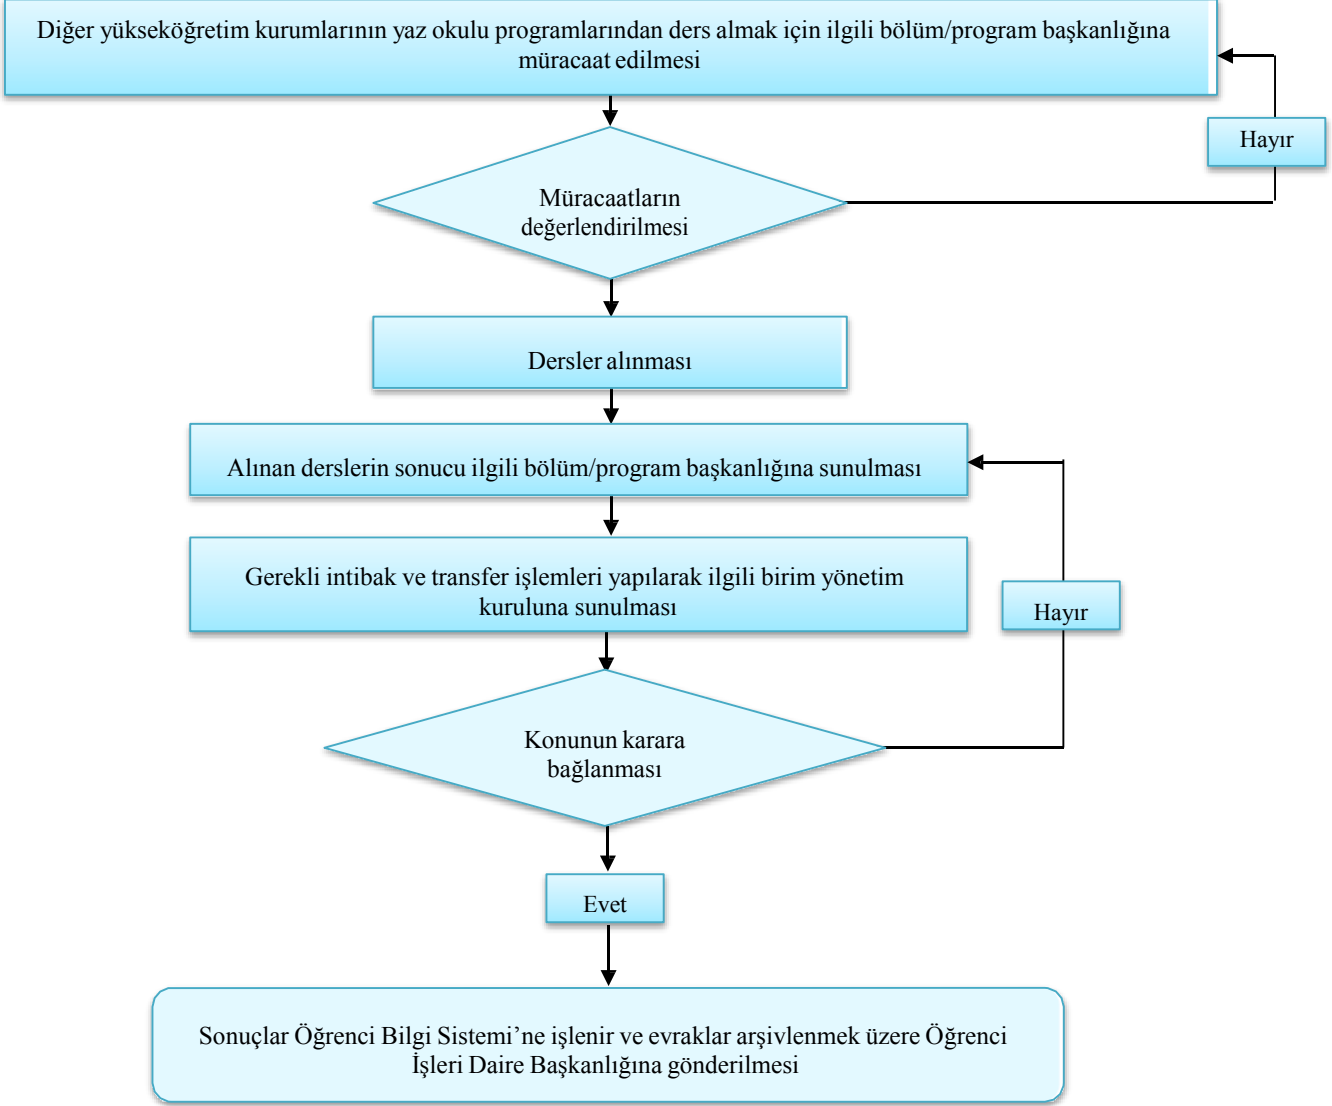 Diğer yükseköğretim kurumlarının yaz okulu programlarından ders almak için ilgili bölüm/program başkanlığına
müracaat edilmesi
Hayır
Müracaatların
değerlendirilmesi
Dersler alınması
Alınan derslerin sonucu ilgili bölüm/program başkanlığına sunulması
Gerekli intibak ve transfer işlemleri yapılarak ilgili birim yönetim
kuruluna sunulması
Hayır
Konunun karara
bağlanması
Evet
Sonuçlar Öğrenci Bilgi Sistemi’ne işlenir ve evraklar arşivlenmek üzere Öğrenci
İşleri Daire Başkanlığına gönderilmesi